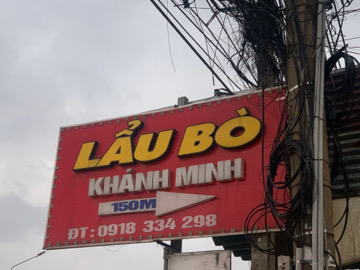 LẨU BÒ
KHÁNH MINH
150M
ĐT: 0918 334 298